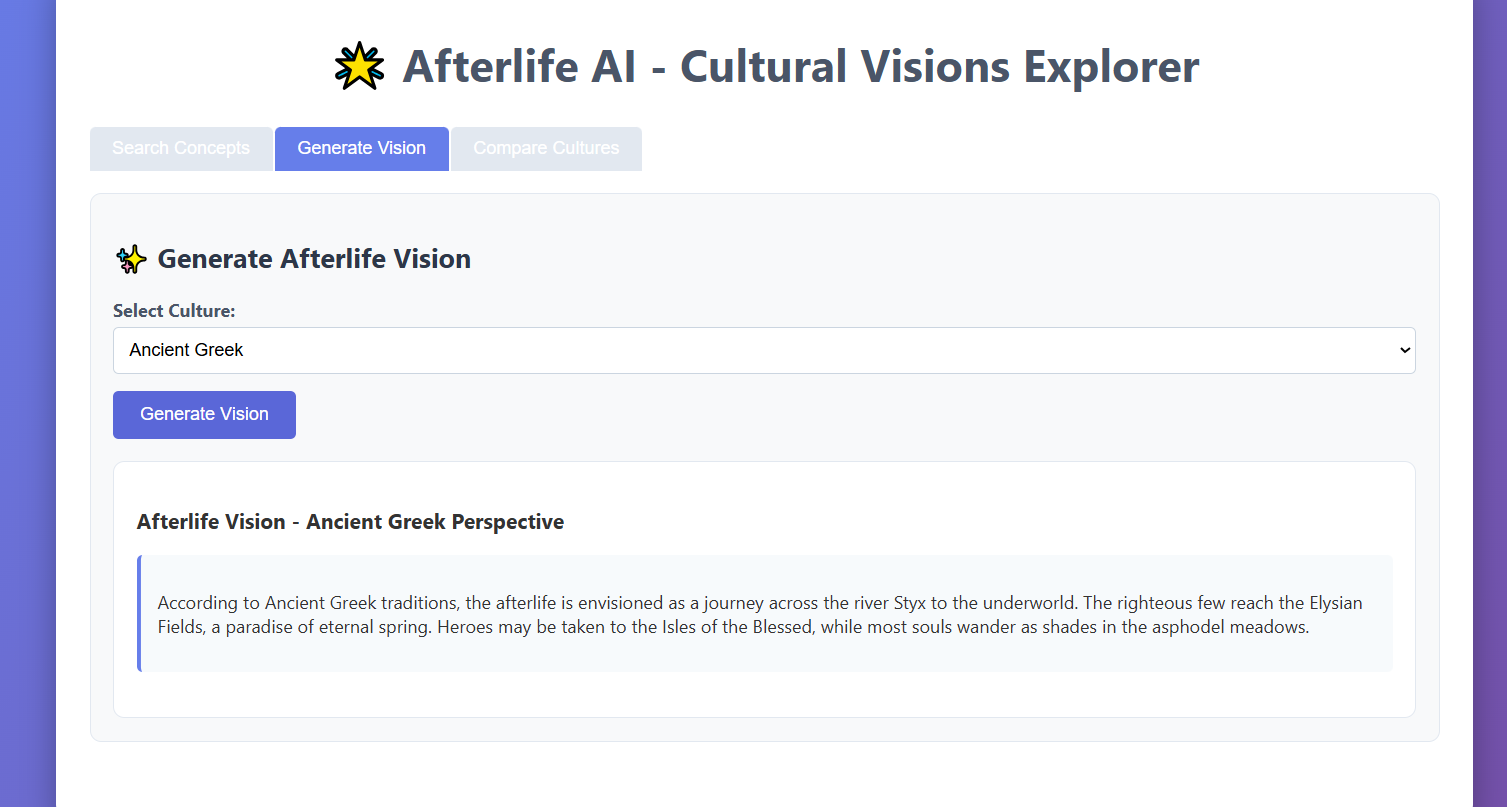 Afterlife AI - Cultural Visions Explorer
Search Concepts
Generate Vision
Compare Cultures
Generate Afterlife Vision
Select Culture:
Ancient Greek
Generate Vision
Afterlife Vision - Ancient Greek Perspective
According to Ancient Greek traditions, the afterlife is envisioned as a journey across the river Styx to the underworld. The righteous few reach the Elysian
Fields, a paradise of eternal spring. Heroes may be taken to the Isles of the Blessed, while most souls wander as shades in the asphodel meadows.